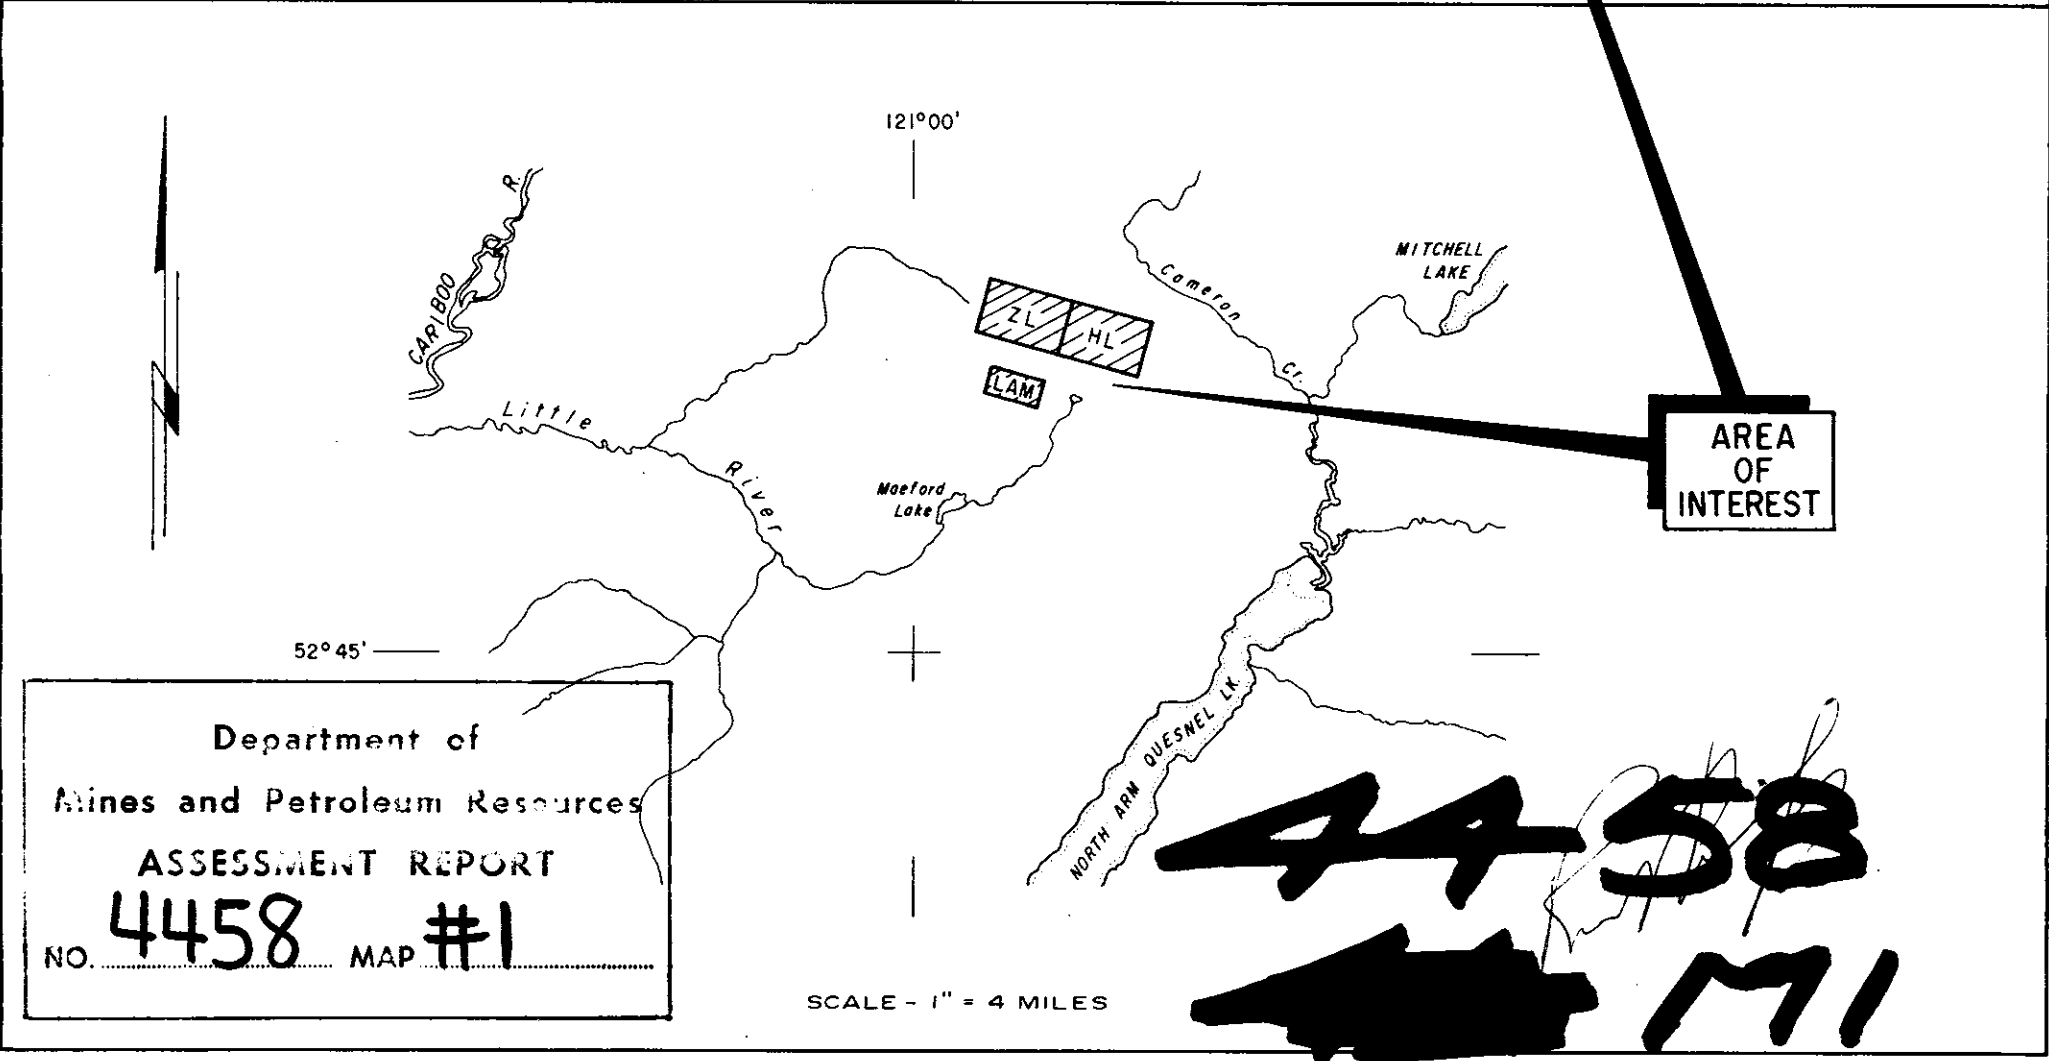 121°00'
CARIBOO R.
MITCHELL
LAKE
Cameron Cr.
ZL
HL
LAM
Little River
AREA
OF
INTEREST
Maeford
Lake
52°45'
NORTH ARM QUESNEL LK.
Department of
Mines and Petroleum Resources
ASSESSMENT REPORT
NO. 4458 MAP #1
4458
M1
SCALE - 1" = 4 MILES